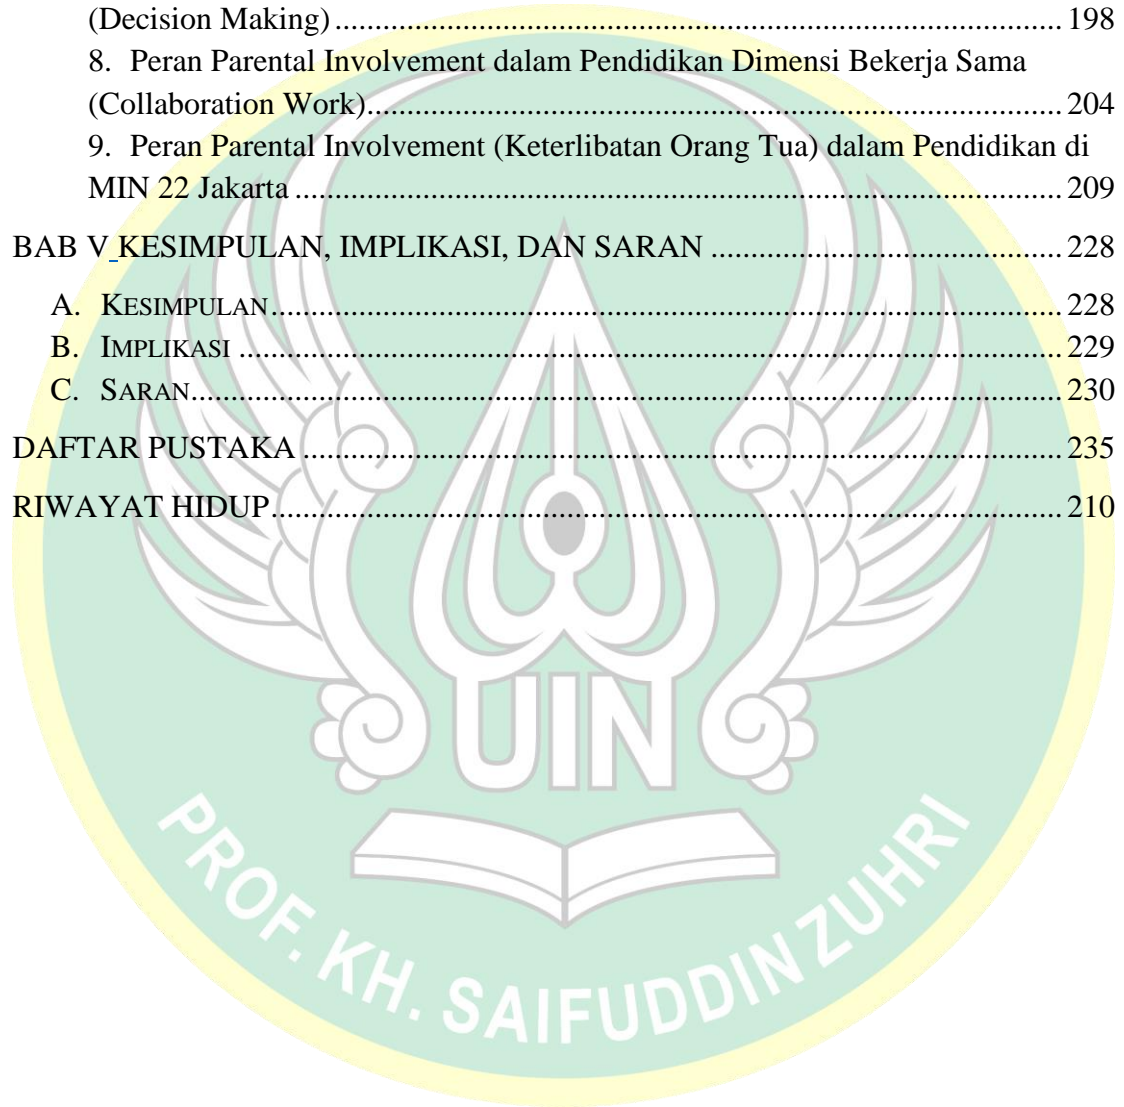 (Decision Making) ........ 198
8. Peran Parental Involvement dalam Pendidikan Dimensi Bekerja Sama
(Collaboration Work) ........ 204
9. Peran Parental Involvement (Keterlibatan Orang Tua) dalam Pendidikan di
MIN 22 Jakarta ........ 209
BAB V KESIMPULAN, IMPLIKASI, DAN SARAN ........ 228
A. KESIMPULAN ........ 228
B. IMPLIKASI ........ 229
C. SARAN ........ 230
DAFTAR PUSTAKA ........ 235
RIWAYAT HIDUP ........ 210
UIN
PROF. KH. SAIFUDDIN ZUHRI